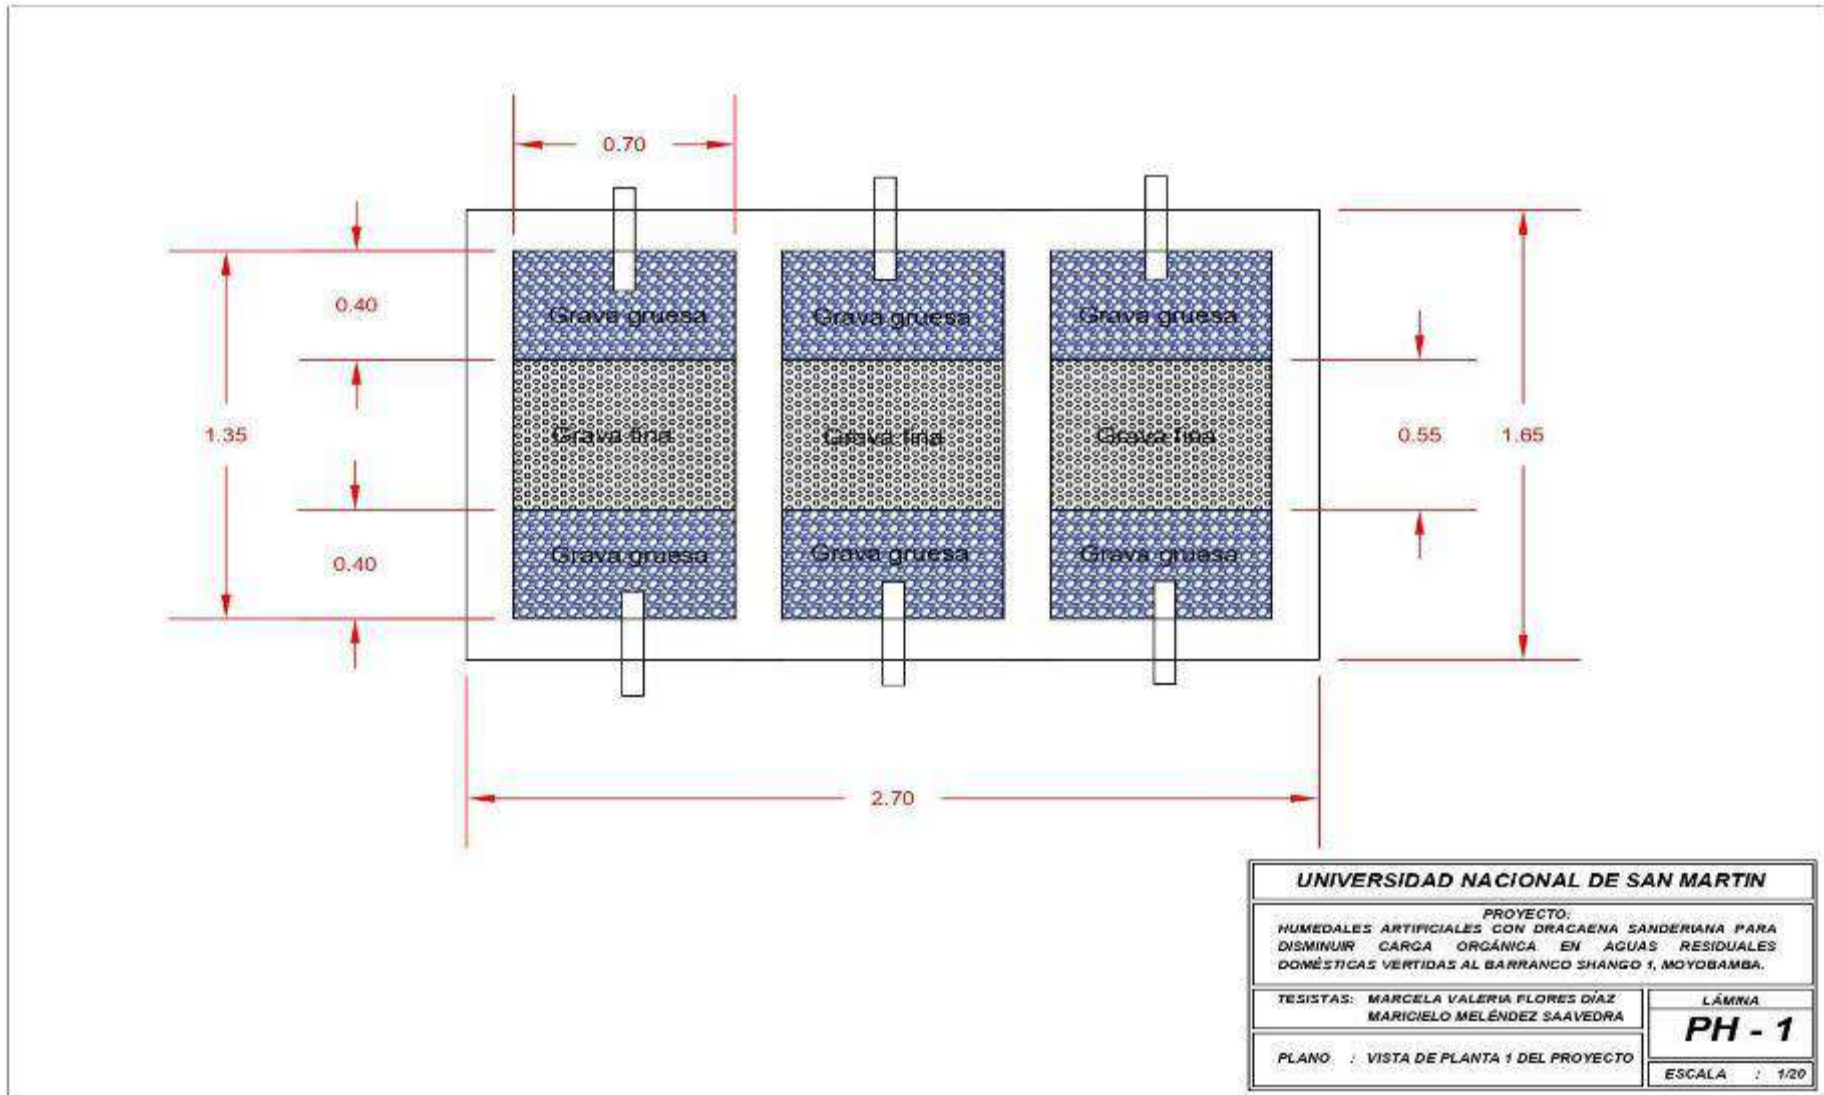 0.70
0.40
Grava gruesa Grava gruesa Grava gruesa
1.35
Grava fina Grava fina Grava fina
0.55 1.65
0.40
Grava gruesa Grava gruesa Grava gruesa
2.70
UNIVERSIDAD NACIONAL DE SAN MARTIN
PROYECTO:
HUMEDALES ARTIFICIALES CON DRACAENA SANDERIANA PARA
DISMINUIR CARGA ORGÁNICA EN AGUAS RESIDUALES
DOMÉSTICAS VERTIDAS AL BARRANCO SHANGO 1, MOYOBAMBA.
TESISTAS: MARCELA VALERIA FLORES DÍAZ
MARICIELO MELÉNDEZ SAAVEDRA
LÁMINA
PH - 1
PLANO : VISTA DE PLANTA 1 DEL PROYECTO
ESCALA : 1/20